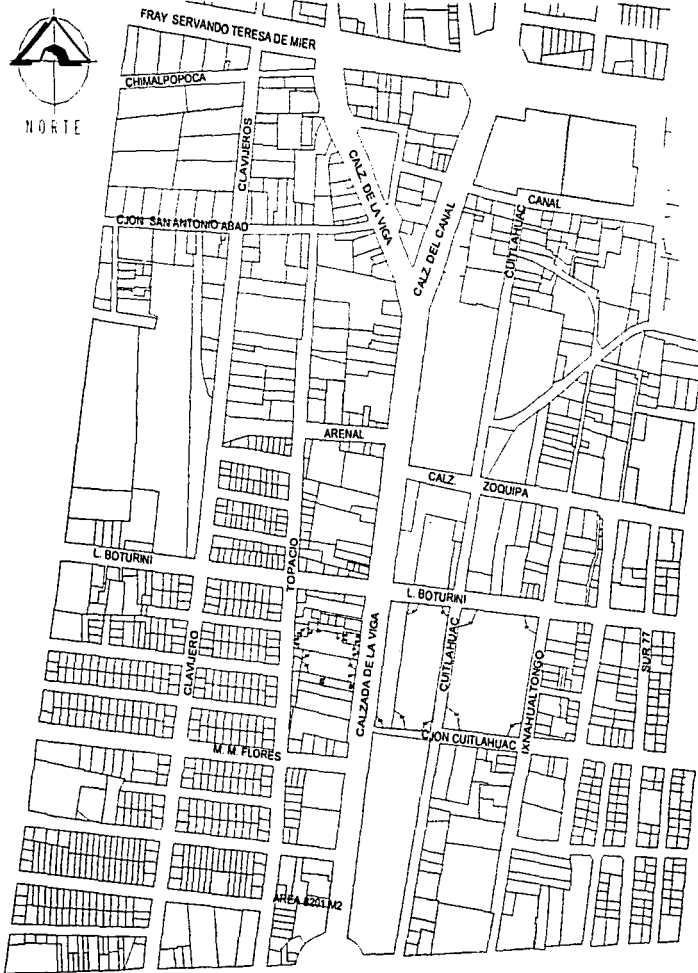 FRAY SERVANDO TERESA DE MIER
NORTE
CHIMALPOPOCA
CLAVIJEROS
CALZ. DE LA VIGA
CALZ. DEL CANAL
CANAL
CUITLAHUAC
CJON SAN ANTONIO ABAD
ARENAL
CALZ. ZOQUIPA
TOPACIO
L. BOTURINI
L. BOTURINI
CLAVIJERO
CALZADA DE LA VIGA
CUITLAHUAC
IXNAHUALTONGO
SUR 77
M. M. FLORES
CJON CUITLAHUAC
AREA 8201 M2